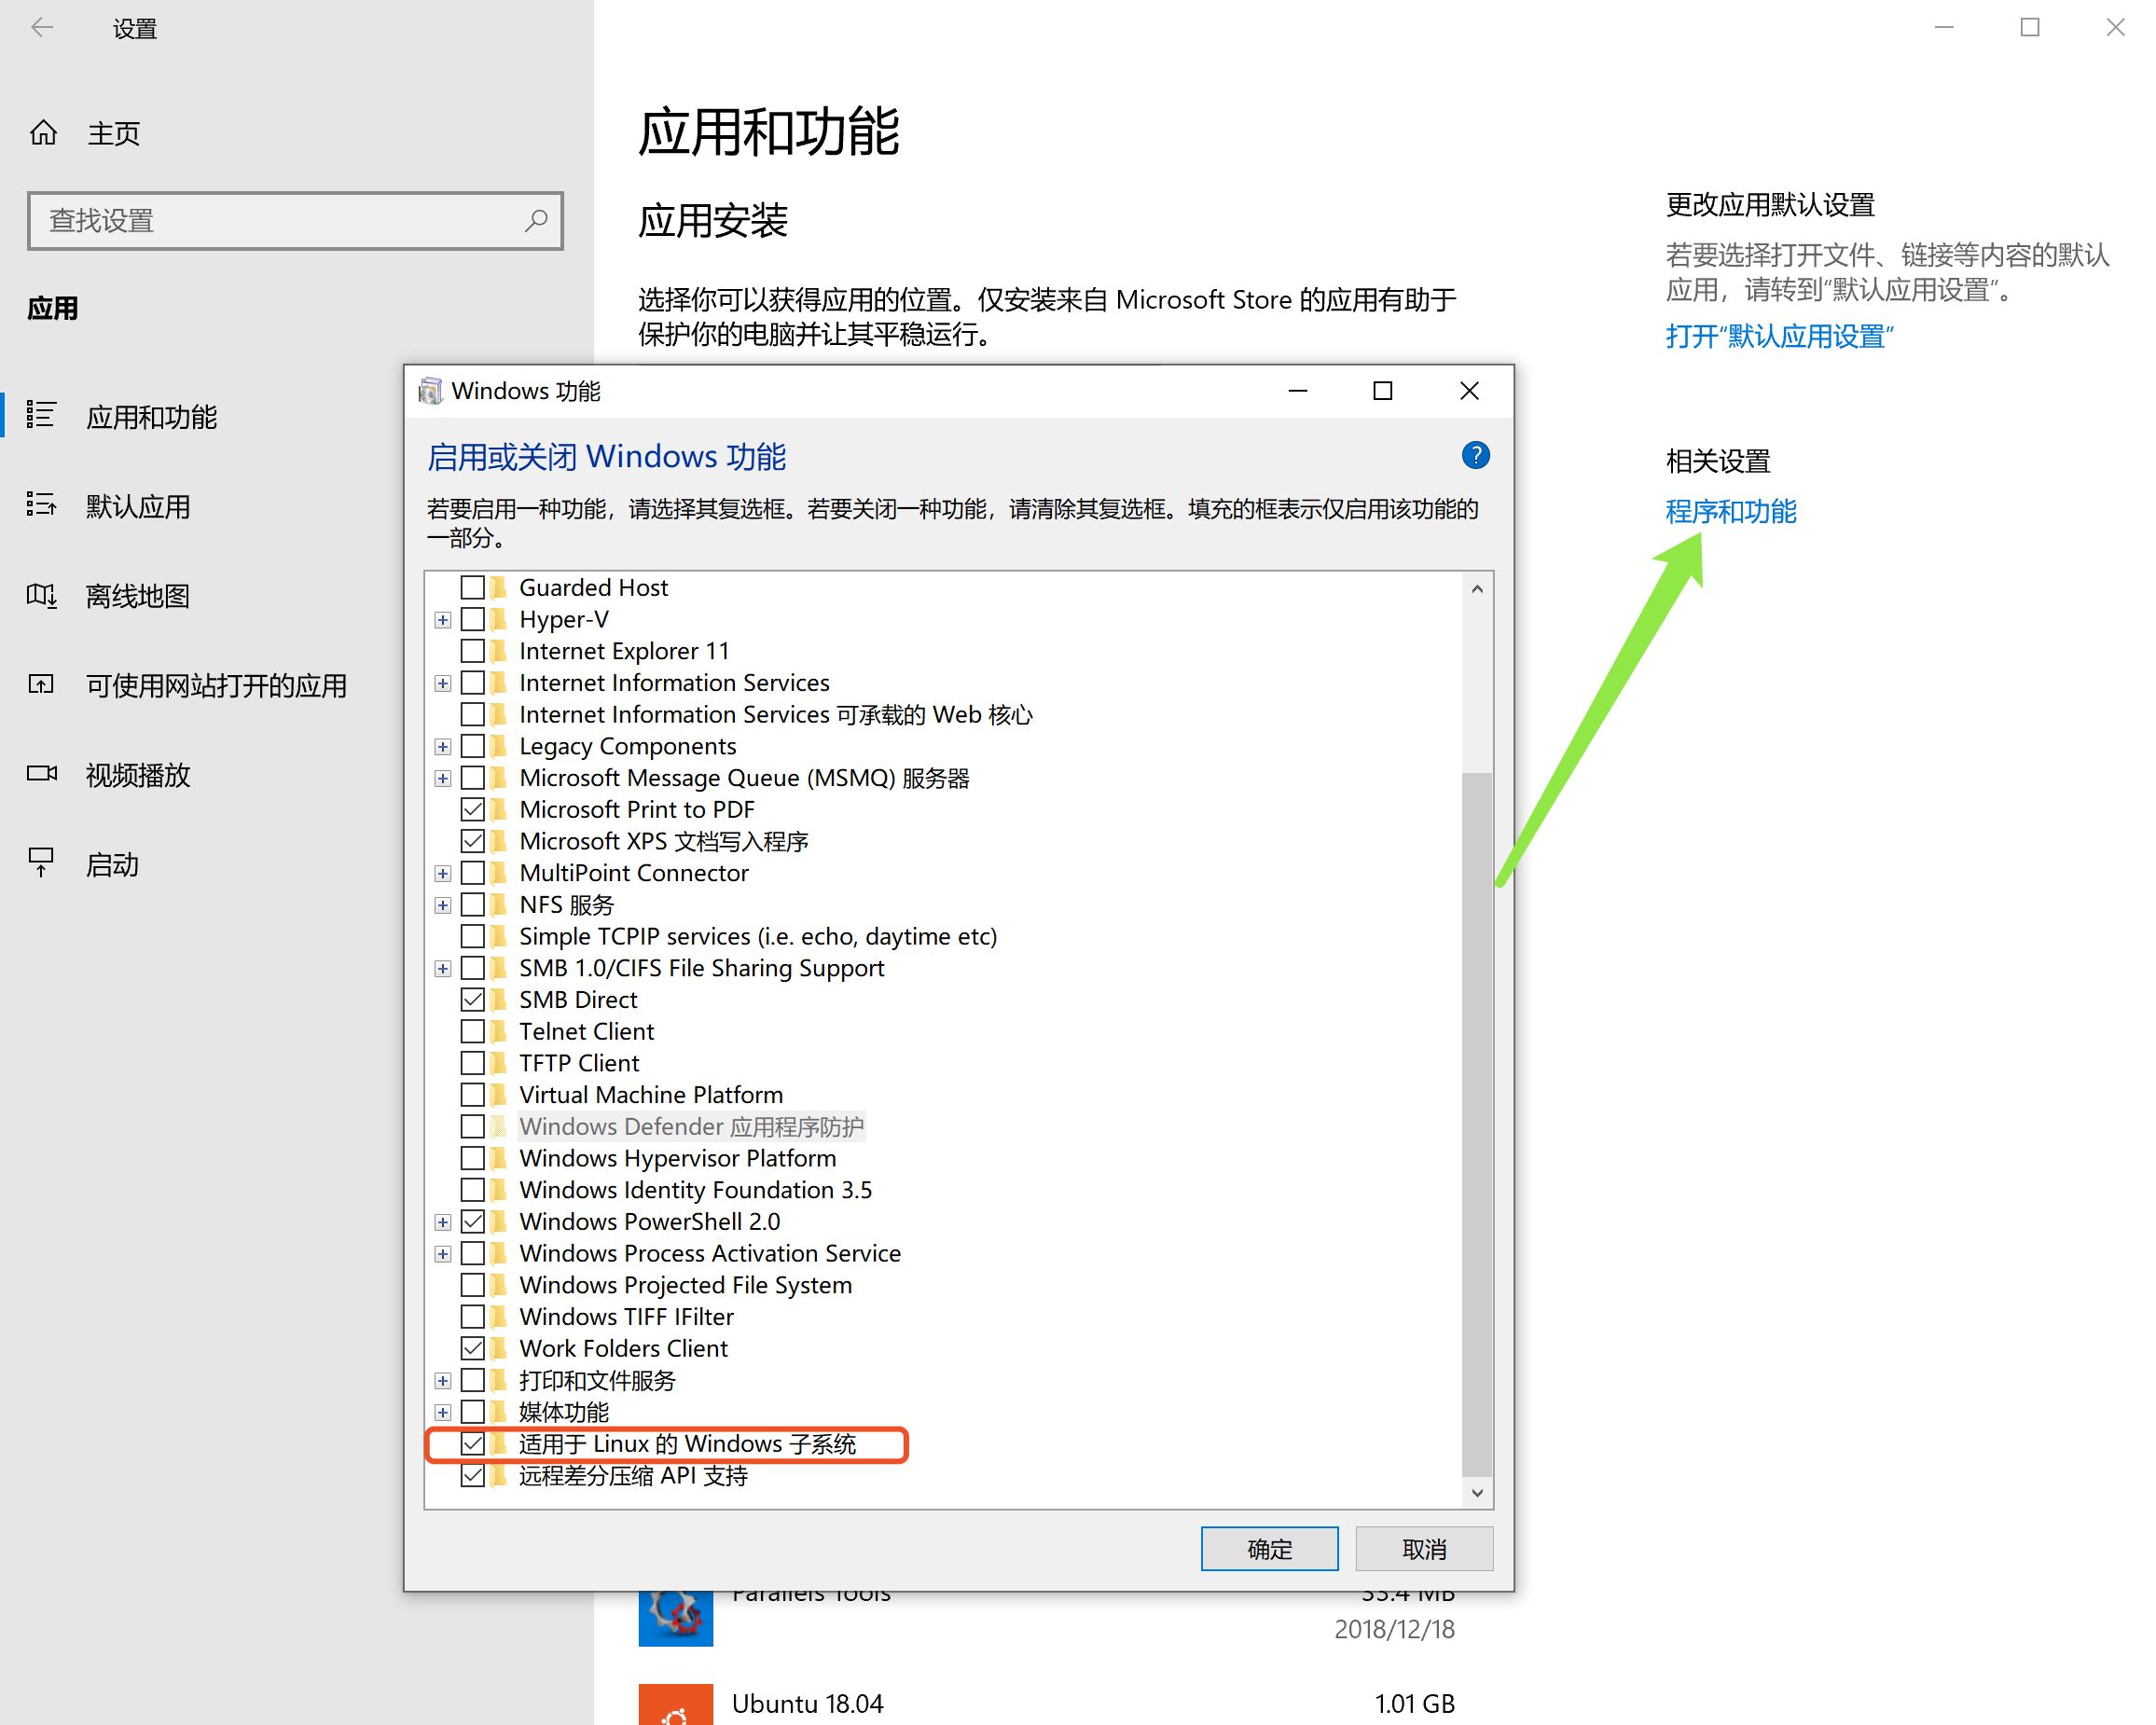 设置
主页
查找设置
应用
应用和功能
默认应用
离线地图
可使用网站打开的应用
视频播放
启动
应用和功能
应用安装
选择你可以获得应用的位置。仅安装来自 Microsoft Store 的应用有助于
保护你的电脑并让其平稳运行。
更改应用默认设置
若要选择打开文件、链接等内容的默认
应用，请转到“默认应用设置”。
打开“默认应用设置”
相关设置
程序和功能
Windows 功能
启用或关闭 Windows 功能
若要启用一种功能，请选择其复选框。若要关闭一种功能，请清除其复选框。填充的框表示仅启用该功能的
一部分。
Guarded Host
Hyper-V
Internet Explorer 11
Internet Information Services
Internet Information Services 可承载的 Web 核心
Legacy Components
Microsoft Message Queue (MSMQ) 服务器
Microsoft Print to PDF
Microsoft XPS 文档写入程序
MultiPoint Connector
NFS 服务
Simple TCPIP services (i.e. echo, daytime etc)
SMB 1.0/CIFS File Sharing Support
SMB Direct
Telnet Client
TFTP Client
Virtual Machine Platform
Windows Defender 应用程序防护
Windows Hypervisor Platform
Windows Identity Foundation 3.5
Windows PowerShell 2.0
Windows Process Activation Service
Windows Projected File System
Windows TIFF IFilter
Work Folders Client
打印和文件服务
媒体功能
适用于 Linux 的 Windows 子系统
远程差分压缩 API 支持
确定
取消
Parallels Tools
33.4 MB
2018/12/18
Ubuntu 18.04
1.01 GB